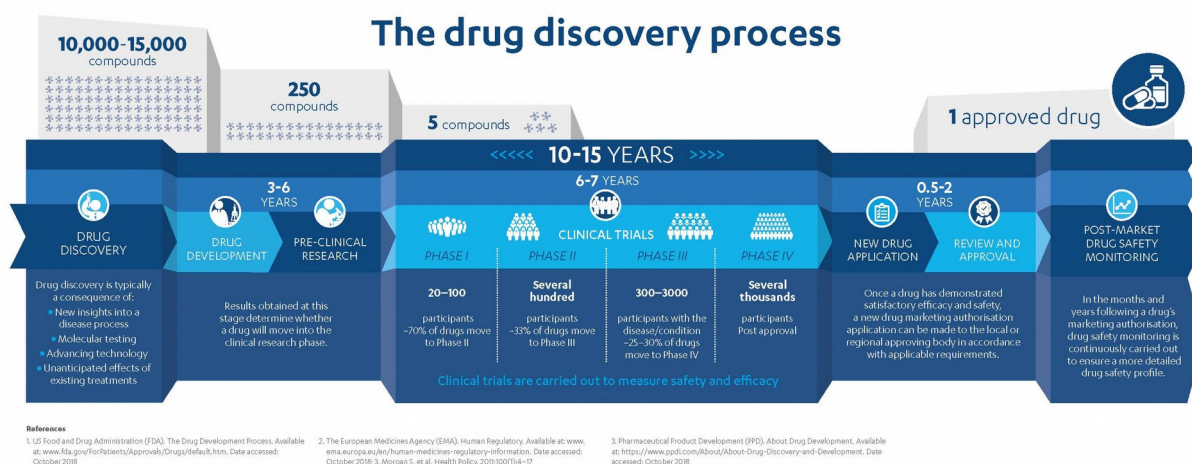 The drug discovery process
10,000-15,000
compounds
250
compounds
5 compounds
1 approved drug
<<<<< 10-15 YEARS >>>>
3-6
YEARS
6-7 YEARS
0.5-2
YEARS
DRUG
DISCOVERY
Drug discovery is typically
a consequence of:
• New insights into a
disease process
• Molecular testing
• Advancing technology
• Unanticipated effects of
existing treatments
DRUG
DEVELOPMENT
PRE-CLINICAL
RESEARCH
Results obtained at this
stage determine whether
a drug will move into the
clinical research phase.
CLINICAL TRIALS
PHASE I
20–100
participants
~70% of drugs move
to Phase II
PHASE II
Several
hundred
participants
~33% of drugs move
to Phase III
PHASE III
300–3000
participants with the
disease/condition
~25–30% of drugs
move to Phase IV
PHASE IV
Several
thousands
participants
Post approval
Clinical trials are carried out to measure safety and efficacy
NEW DRUG
APPLICATION
REVIEW AND
APPROVAL
Once a drug has demonstrated
satisfactory efficacy and safety,
a new drug marketing authorisation
application can be made to the local or
regional approving body in accordance
with applicable requirements.
POST-MARKET
DRUG SAFETY
MONITORING
In the months and
years following a drug's
marketing authorisation,
drug safety monitoring is
continuously carried out
to ensure a more detailed
drug safety profile.
References
1. US Food and Drug Administration (FDA). The Drug Development Process. Available
at: www.fda.gov/ForPatients/Approvals/Drugs/default.htm. Date accessed:
October 2018
2. The European Medicines Agency (EMA). Human Regulatory. Available at: www.
ema.europa.eu/en/human-medicines-regulatory-information. Date accessed:
October 2018; 3. Morgan S. et al. Health Policy. 2011;100(1):4–17
3. Pharmaceutical Product Development (PPD). About Drug Development. Available
at: https://www.ppdi.com/About/About-Drug-Discovery-and-Development. Date
accessed: October 2018